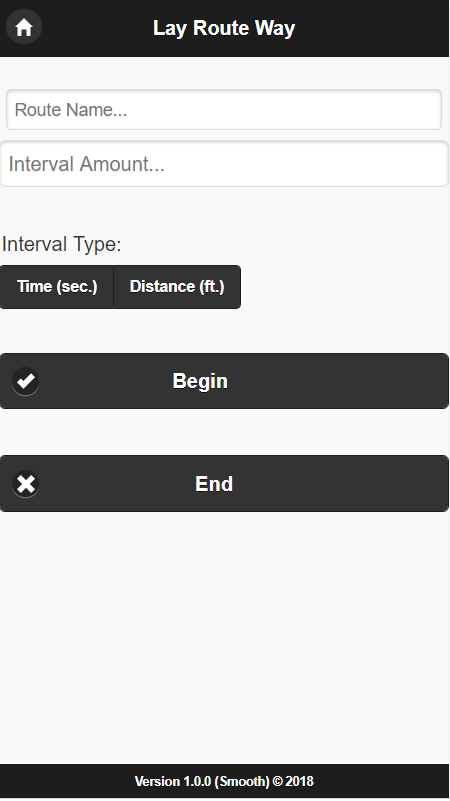 Lay Route Way
Route Name...
Interval Amount...
Interval Type:
Time (sec.) Distance (ft.)
Begin
End
Version 1.0.0 (Smooth) © 2018